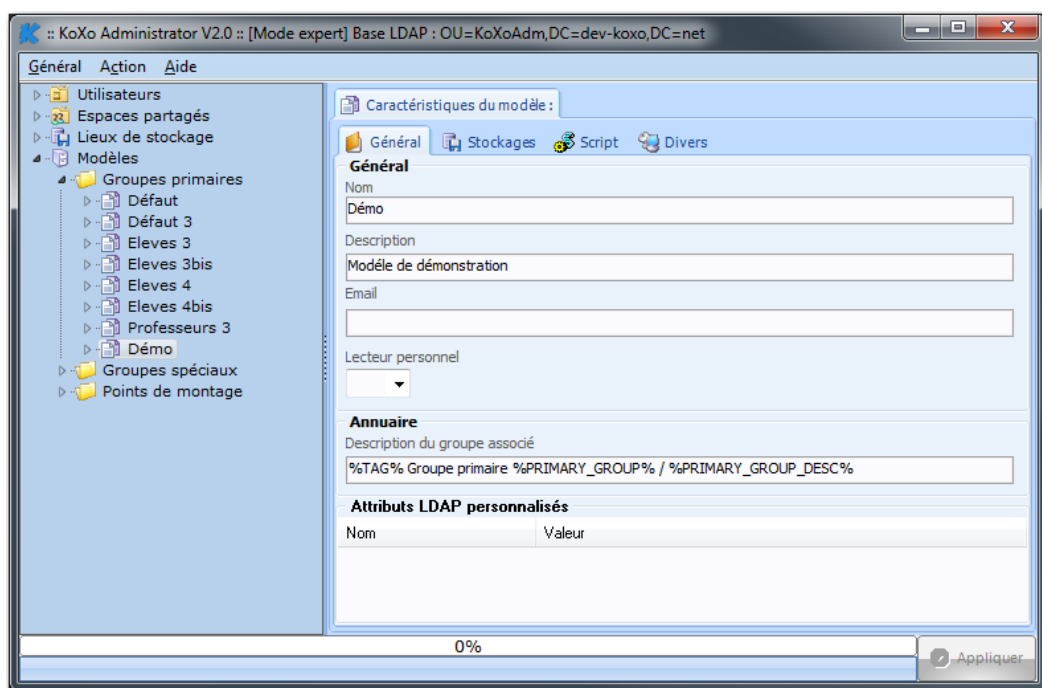 :: KoXo Administrator V2.0 :: [Mode expert] Base LDAP : OU=KoXoAdm,DC=dev-koxo,DC=net
Général Action Aide
Utilisateurs
Espaces partagés
Lieux de stockage
Modèles
Groupes primaires
Défaut
Défaut 3
Eleves 3
Eleves 3bis
Eleves 4
Eleves 4bis
Professeurs 3
Démo
Groupes spéciaux
Points de montage
Caractéristiques du modèle :
Général Stockages Script Divers
Général
Nom
Démo
Description
Modéle de démonstration
Email
Lecteur personnel
Annuaire
Description du groupe associé
%TAG% Groupe primaire %PRIMARY_GROUP% / %PRIMARY_GROUP_DESC%
Attributs LDAP personnalisés
Nom Valeur
0%
Appliquer